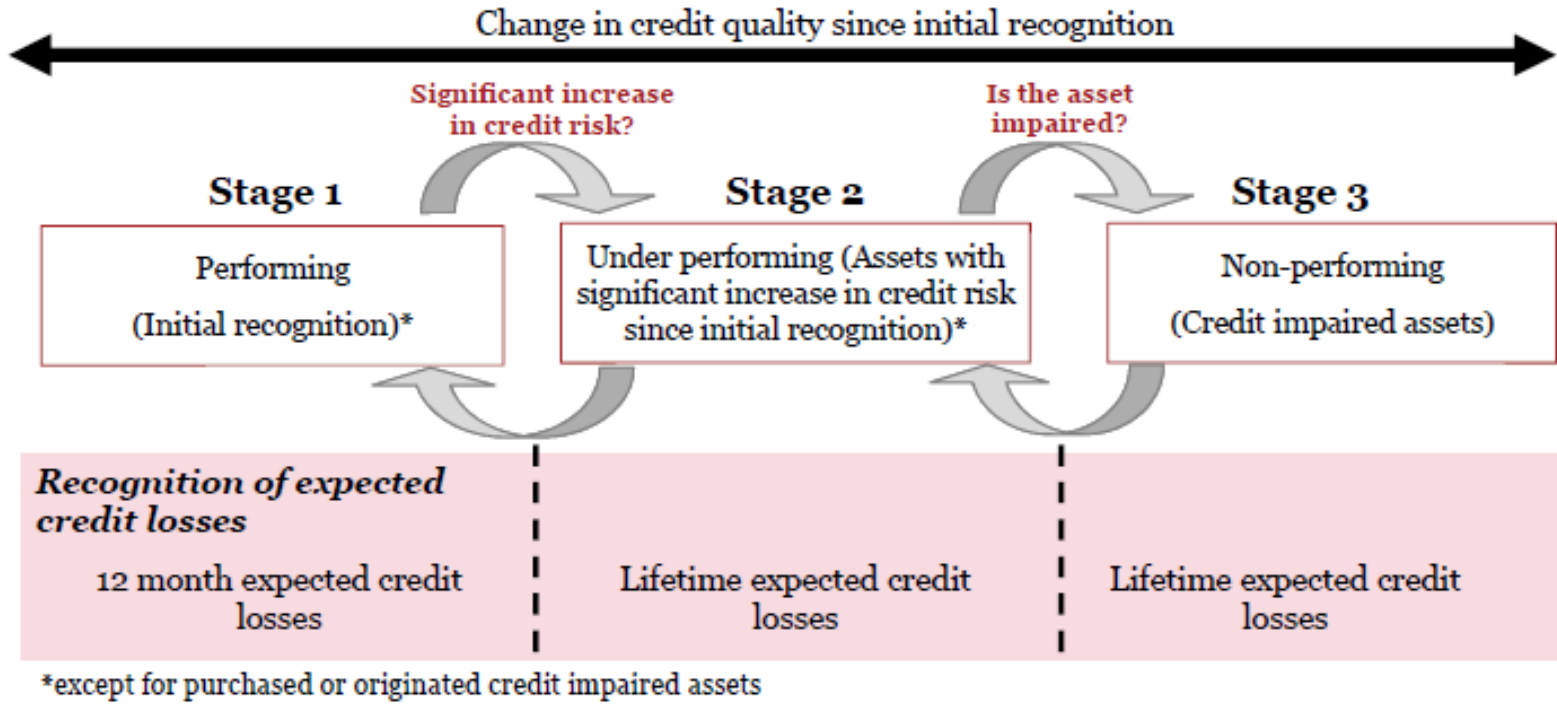 Change in credit quality since initial recognition
Significant increase
in credit risk?
Is the asset
impaired?
Stage 1
Stage 2
Stage 3
Performing
(Initial recognition)*
Under performing (Assets with
significant increase in credit risk
since initial recognition)*
Non-performing
(Credit impaired assets)
Recognition of expected
credit losses
12 month expected credit
losses
Lifetime expected credit
losses
Lifetime expected credit
losses
*except for purchased or originated credit impaired assets